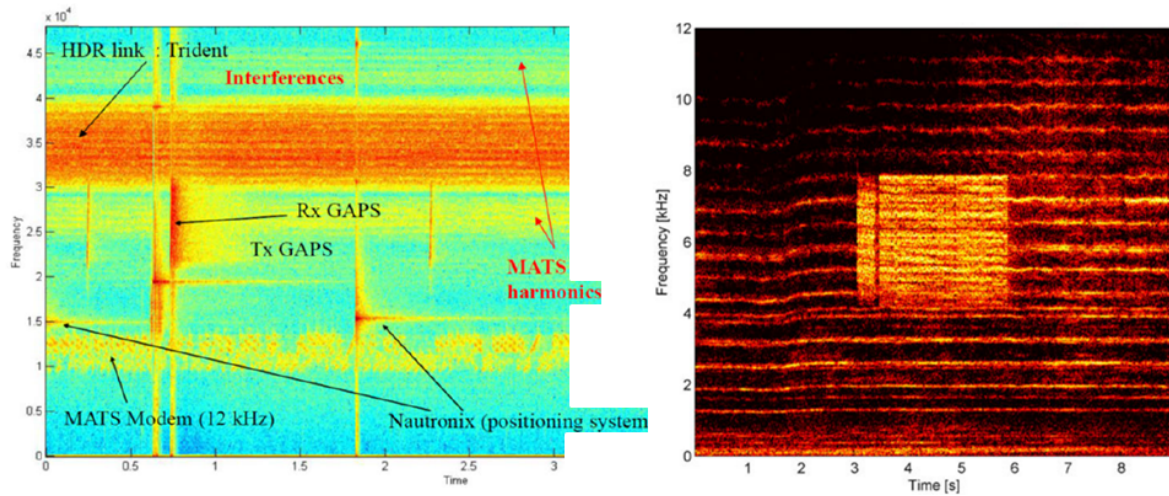 x 10⁴
4.5
4
3.5
3
2.5
2
1.5
1
0.5
0
Frequency
0 0.5 1 1.5 2 2.5 3
Time
HDR link : Trident
Interferences
Rx GAPS
Tx GAPS
MATS
harmonics
MATS Modem (12 kHz)
Nautronix (positioning system
12
10
8
6
4
2
0
Frequency [kHz]
1 2 3 4 5 6 7 8
Time [s]